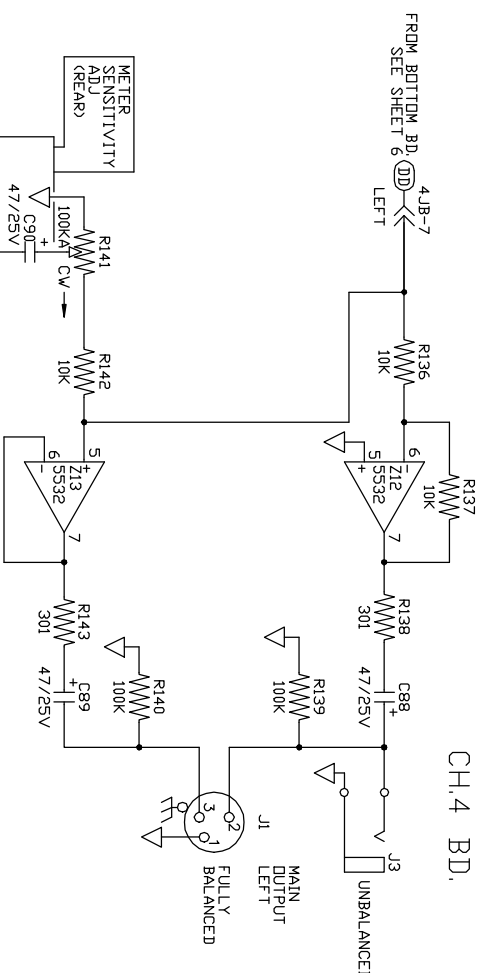 CH.4 BD.
FROM BOTTOM BD.
SEE SHEET 6
DD
4JB-7
LEFT
R136
10K
R137
10K
6
5
Z12
5532
7
R138
301
C88
47/25V
+
R139
100K
J3
UNBALANCED
J1
2
3
1
MAIN
OUTPUT
LEFT
FULLY
BALANCED
R140
100K
METER
SENSITIVITY
ADJ
(REAR)
R141
100KA
CW
C90
47/25V
+
R142
10K
5
6
Z13
5532
7
R143
301
C89
47/25V
+